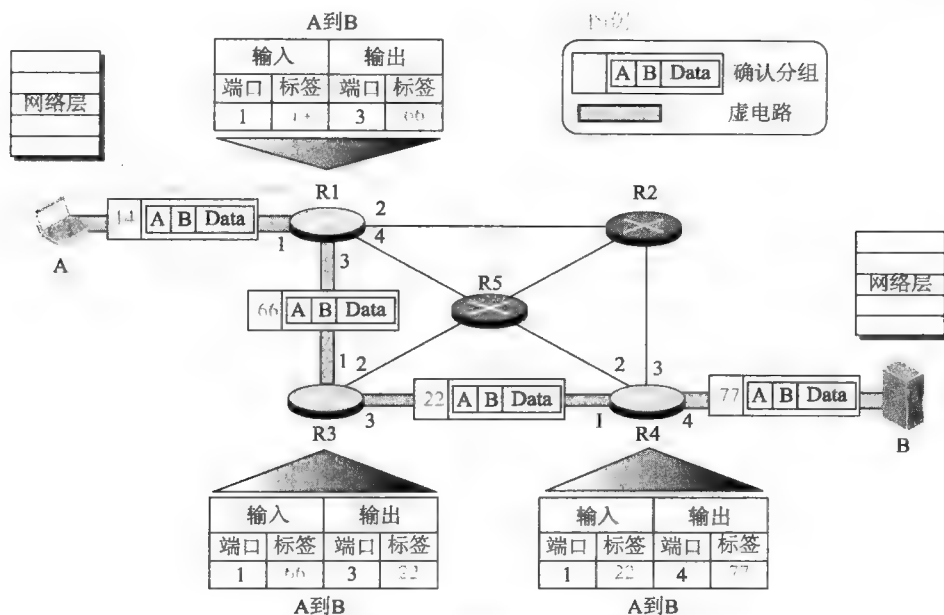 A到B
输入 输出
端口 标签 端口 标签
1 14 3 66
网络层
确认分组
A B Data
虚电路
R1
R2
14 A B Data
A
1
2
4
3
R5
网络层
66 A B Data
1
2
2
3
3
22 A B Data
1
4
77 A B Data
R3
R4
B
输入 输出
端口 标签 端口 标签
1 66 3 22
A到B
输入 输出
端口 标签 端口 标签
1 22 4 77
A到B